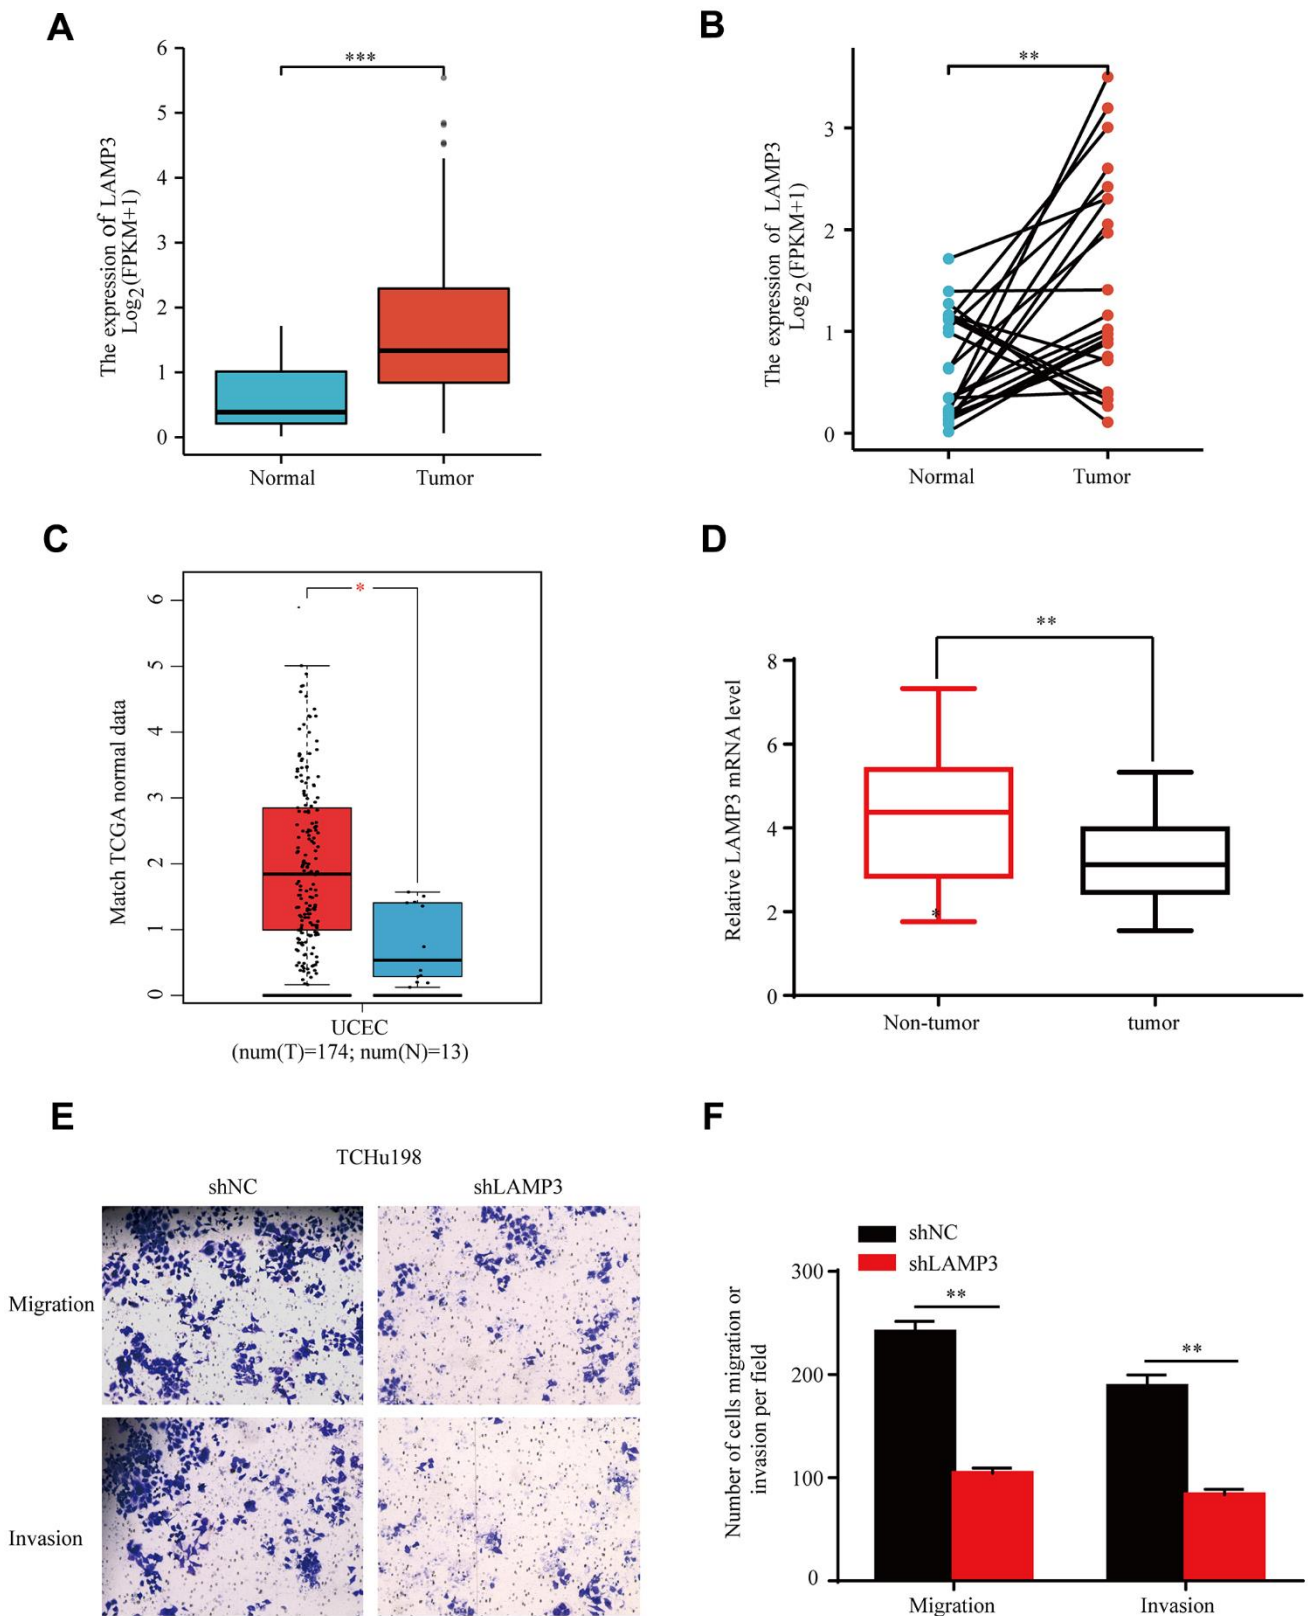 A
The expression of LAMP3
Log2(FPKM+1)
6
5
4
3
2
1
0
***
Normal
Tumor
B
The expression of LAMP3
Log2(FPKM+1)
3
2
1
0
**
Normal
Tumor
C
Match TCGA normal data
6
5
4
3
2
1
0
*
UCEC
(num(T)=174; num(N)=13)
D
Relative LAMP3 mRNA level
8
6
4
2
0
**
*
Non-tumor
tumor
E
TCHu198
shNC
shLAMP3
Migration
Invasion
F
shNC
shLAMP3
Number of cells migration or
invasion per field
300
200
100
0
**
**
Migration
Invasion